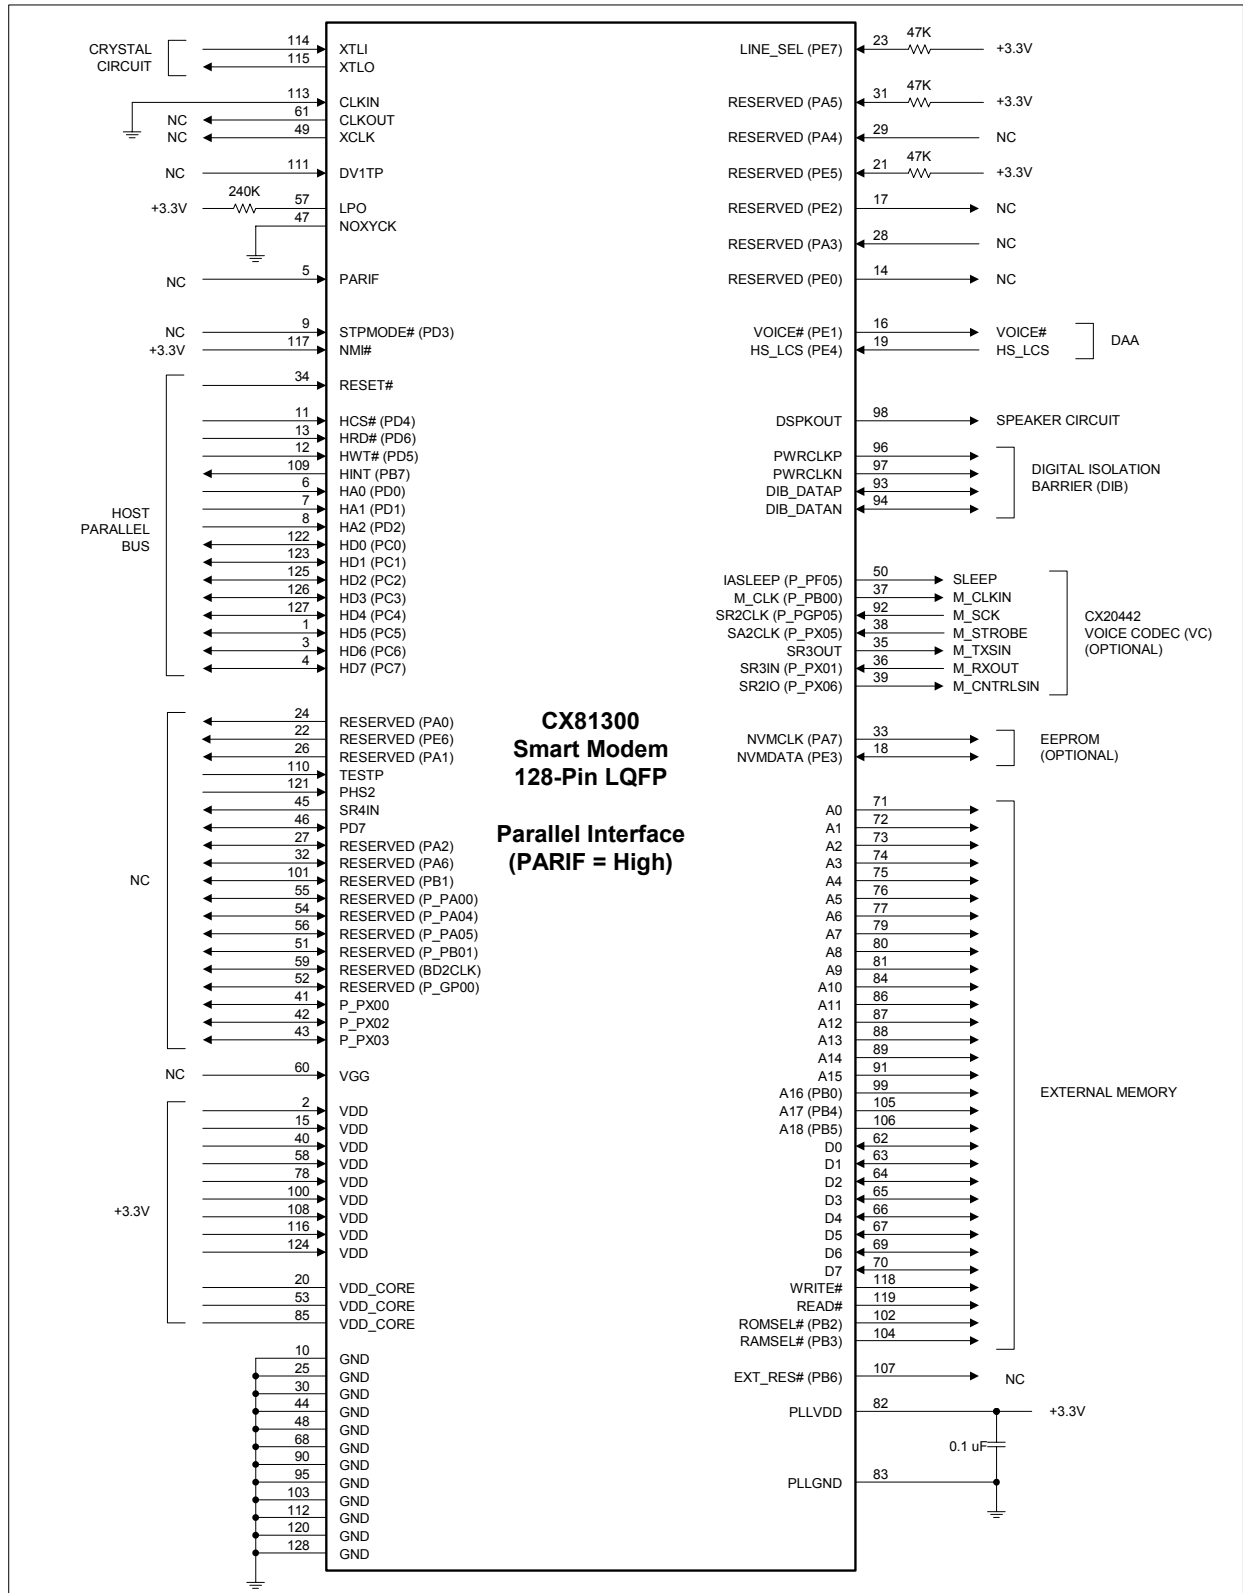 CRYSTAL
CIRCUIT
114 XTLI
115 XTLO
113 CLKIN
NC 61 CLKOUT
NC 49 XCLK
NC 111 DV1TP
+3.3V 240K 57 LPO
47 NOXYCK
NC 5 PARIF
NC 9 STPMODE# (PD3)
+3.3V 117 NMI#
HOST
PARALLEL
BUS
34 RESET#
11 HCS# (PD4)
13 HRD# (PD6)
12 HWT# (PD5)
109 HINT (PB7)
6 HA0 (PD0)
7 HA1 (PD1)
8 HA2 (PD2)
122 HD0 (PC0)
123 HD1 (PC1)
125 HD2 (PC2)
126 HD3 (PC3)
127 HD4 (PC4)
1 HD5 (PC5)
3 HD6 (PC6)
4 HD7 (PC7)
NC
24 RESERVED (PA0)
22 RESERVED (PE6)
26 RESERVED (PA1)
110 TESTP
121 PHS2
45 SR4IN
46 PD7
27 RESERVED (PA2)
32 RESERVED (PA6)
101 RESERVED (PB1)
55 RESERVED (P_PA00)
54 RESERVED (P_PA04)
56 RESERVED (P_PA05)
51 RESERVED (P_PB01)
59 RESERVED (BD2CLK)
52 RESERVED (P_GP00)
41 P_PX00
42 P_PX02
43 P_PX03
NC 60 VGG
+3.3V
2 VDD
15 VDD
40 VDD
58 VDD
78 VDD
100 VDD
108 VDD
116 VDD
124 VDD
20 VDD_CORE
53 VDD_CORE
85 VDD_CORE
10 GND
25 GND
30 GND
44 GND
48 GND
68 GND
90 GND
95 GND
103 GND
112 GND
120 GND
128 GND
CX81300
Smart Modem
128-Pin LQFP
Parallel Interface
(PARIF = High)
LINE_SEL (PE7) 23 47K +3.3V
RESERVED (PA5) 31 47K +3.3V
RESERVED (PA4) 29 NC
RESERVED (PE5) 21 47K +3.3V
RESERVED (PE2) 17 NC
RESERVED (PA3) 28 NC
RESERVED (PE0) 14 NC
VOICE# (PE1) 16 VOICE#
HS_LCS (PE4) 19 HS_LCS
DAA
DSPKOUT 98 SPEAKER CIRCUIT
PWRCLKP 96
PWRCLKN 97
DIB_DATAP 93
DIB_DATAN 94
DIGITAL ISOLATION
BARRIER (DIB)
IASLEEP (P_PF05) 50 SLEEP
M_CLK (P_PB00) 37 M_CLKIN
SR2CLK (P_PGP05) 92 M_SCK
SA2CLK (P_PX05) 38 M_STROBE
SR3OUT 35 M_TXSIN
SR3IN (P_PX01) 36 M_RXOUT
SR2IO (P_PX06) 39 M_CNTRLSIN
CX20442
VOICE CODEC (VC)
(OPTIONAL)
NVMCLK (PA7) 33
NVMDATA (PE3) 18
EEPROM
(OPTIONAL)
A0 71
A1 72
A2 73
A3 74
A4 75
A5 76
A6 77
A7 79
A8 80
A9 81
A10 84
A11 86
A12 87
A13 88
A14 89
A15 91
A16 (PB0) 99
A17 (PB4) 105
A18 (PB5) 106
D0 62
D1 63
D2 64
D3 65
D4 66
D5 67
D6 69
D7 70
WRITE# 118
READ# 119
ROMSEL# (PB2) 102
RAMSEL# (PB3) 104
EXTERNAL MEMORY
EXT_RES# (PB6) 107 NC
PLLVDD 82 +3.3V
0.1 uF
PLLGND 83